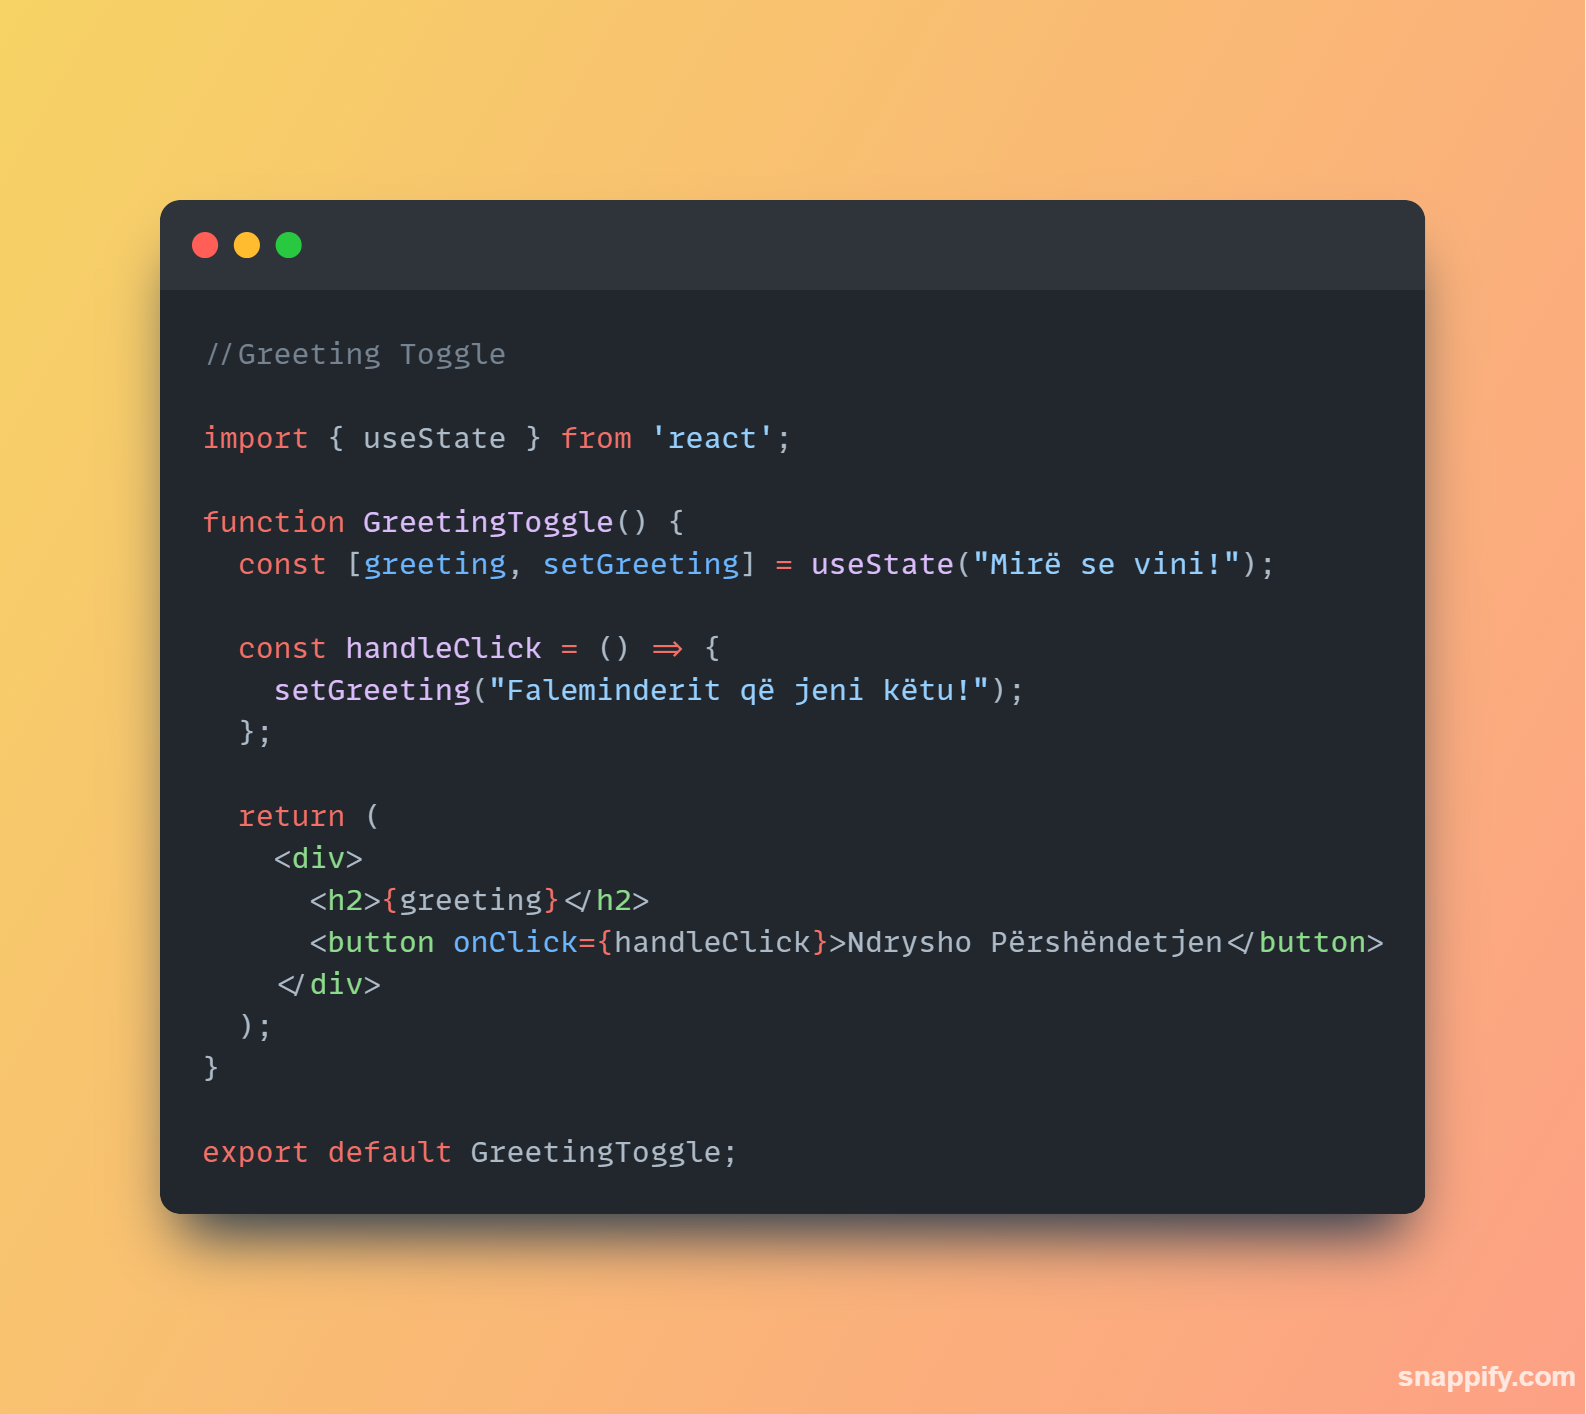 //Greeting Toggle
import { useState } from 'react';
function GreetingToggle() {
  const [greeting, setGreeting] = useState("Mirë se vini!");
  const handleClick = () => {
    setGreeting("Faleminderit që jeni këtu!");
  };
  return (
    <div>
      <h2>{greeting}</h2>
      <button onClick={handleClick}>Ndrysho Përshëndetjen</button>
    </div>
  );
}
export default GreetingToggle;
snappify.com